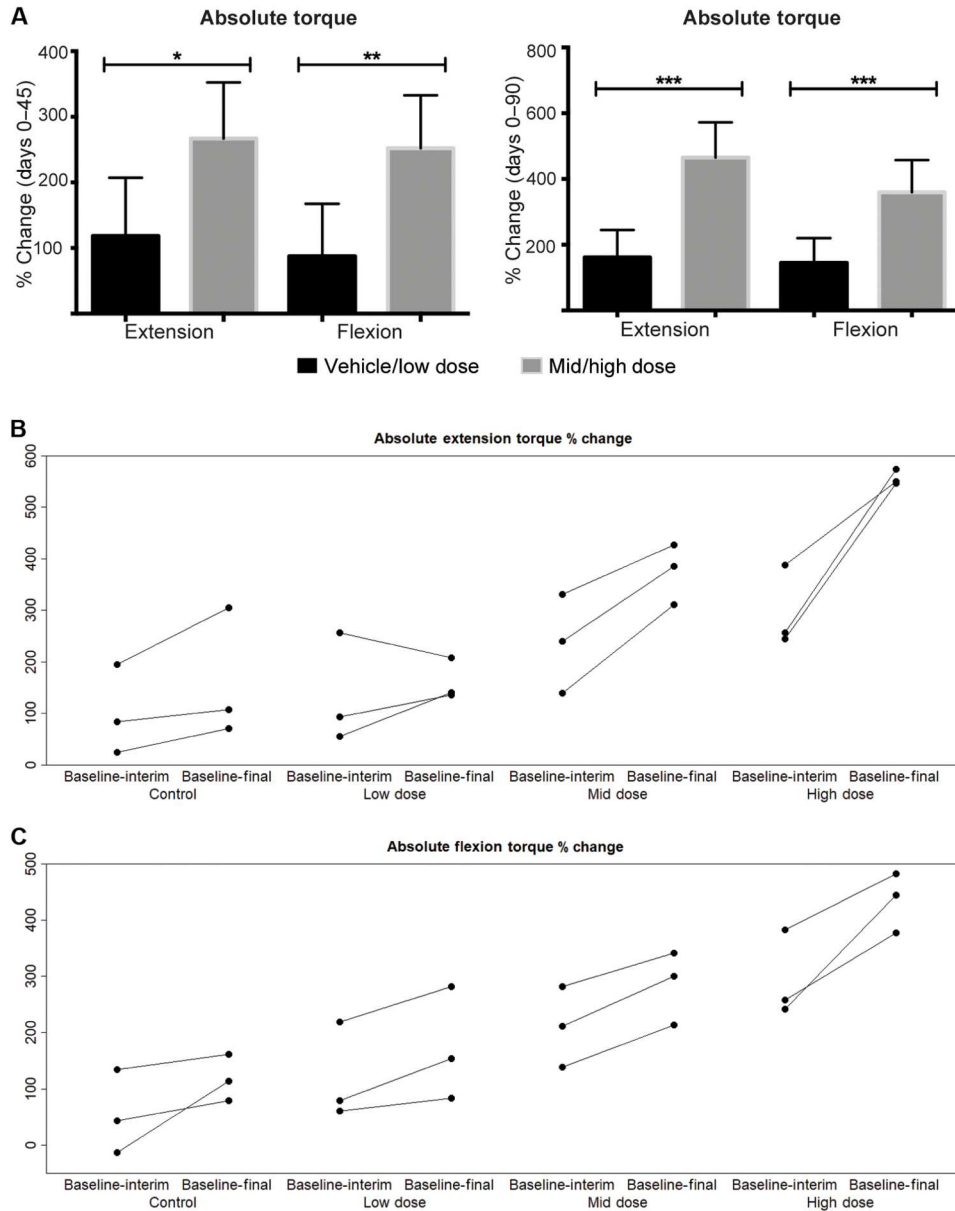 A
Absolute torque
% Change (days 0–45)
400
300
200
100
*
**
Extension
Flexion
Absolute torque
% Change (days 0–90)
800
600
400
200
***
***
Extension
Flexion
Vehicle/low dose
Mid/high dose
B
Absolute extension torque % change
600
500
400
300
200
100
0
Baseline-interim Baseline-final Baseline-interim Baseline-final Baseline-interim Baseline-final Baseline-interim Baseline-final
Control Low dose Mid dose High dose
C
Absolute flexion torque % change
500
400
300
200
100
0
Baseline-interim Baseline-final Baseline-interim Baseline-final Baseline-interim Baseline-final Baseline-interim Baseline-final
Control Low dose Mid dose High dose